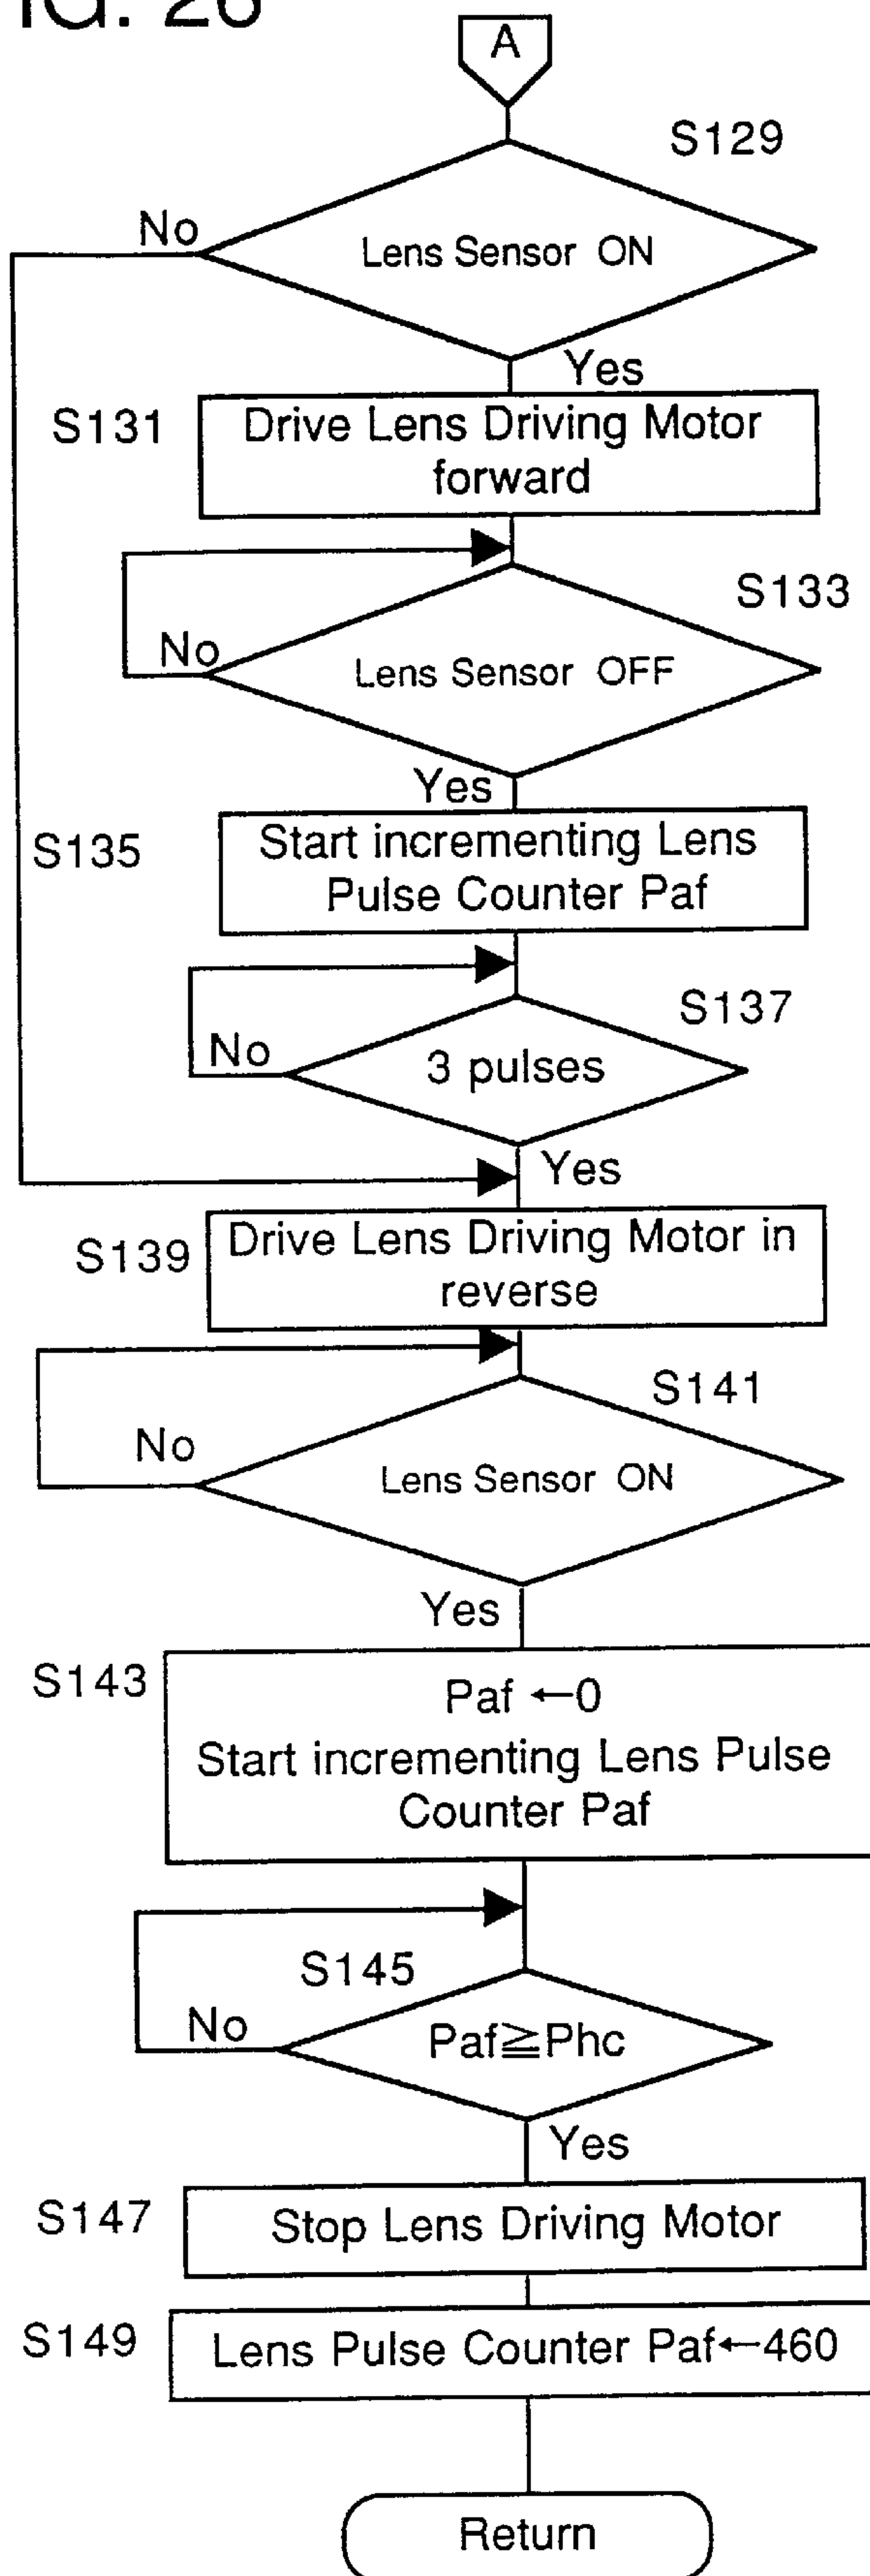 IG. 26
A
S129
No
Lens Sensor ON
Yes
S131
Drive Lens Driving Motor
forward
S133
No
Lens Sensor OFF
Yes
S135
Start incrementing Lens
Pulse Counter Paf
S137
No
3 pulses
Yes
S139
Drive Lens Driving Motor in
reverse
S141
No
Lens Sensor ON
Yes
S143
Paf ←0
Start incrementing Lens Pulse
Counter Paf
S145
No
Paf≧Phc
Yes
S147
Stop Lens Driving Motor
S149
Lens Pulse Counter Paf←460
Return